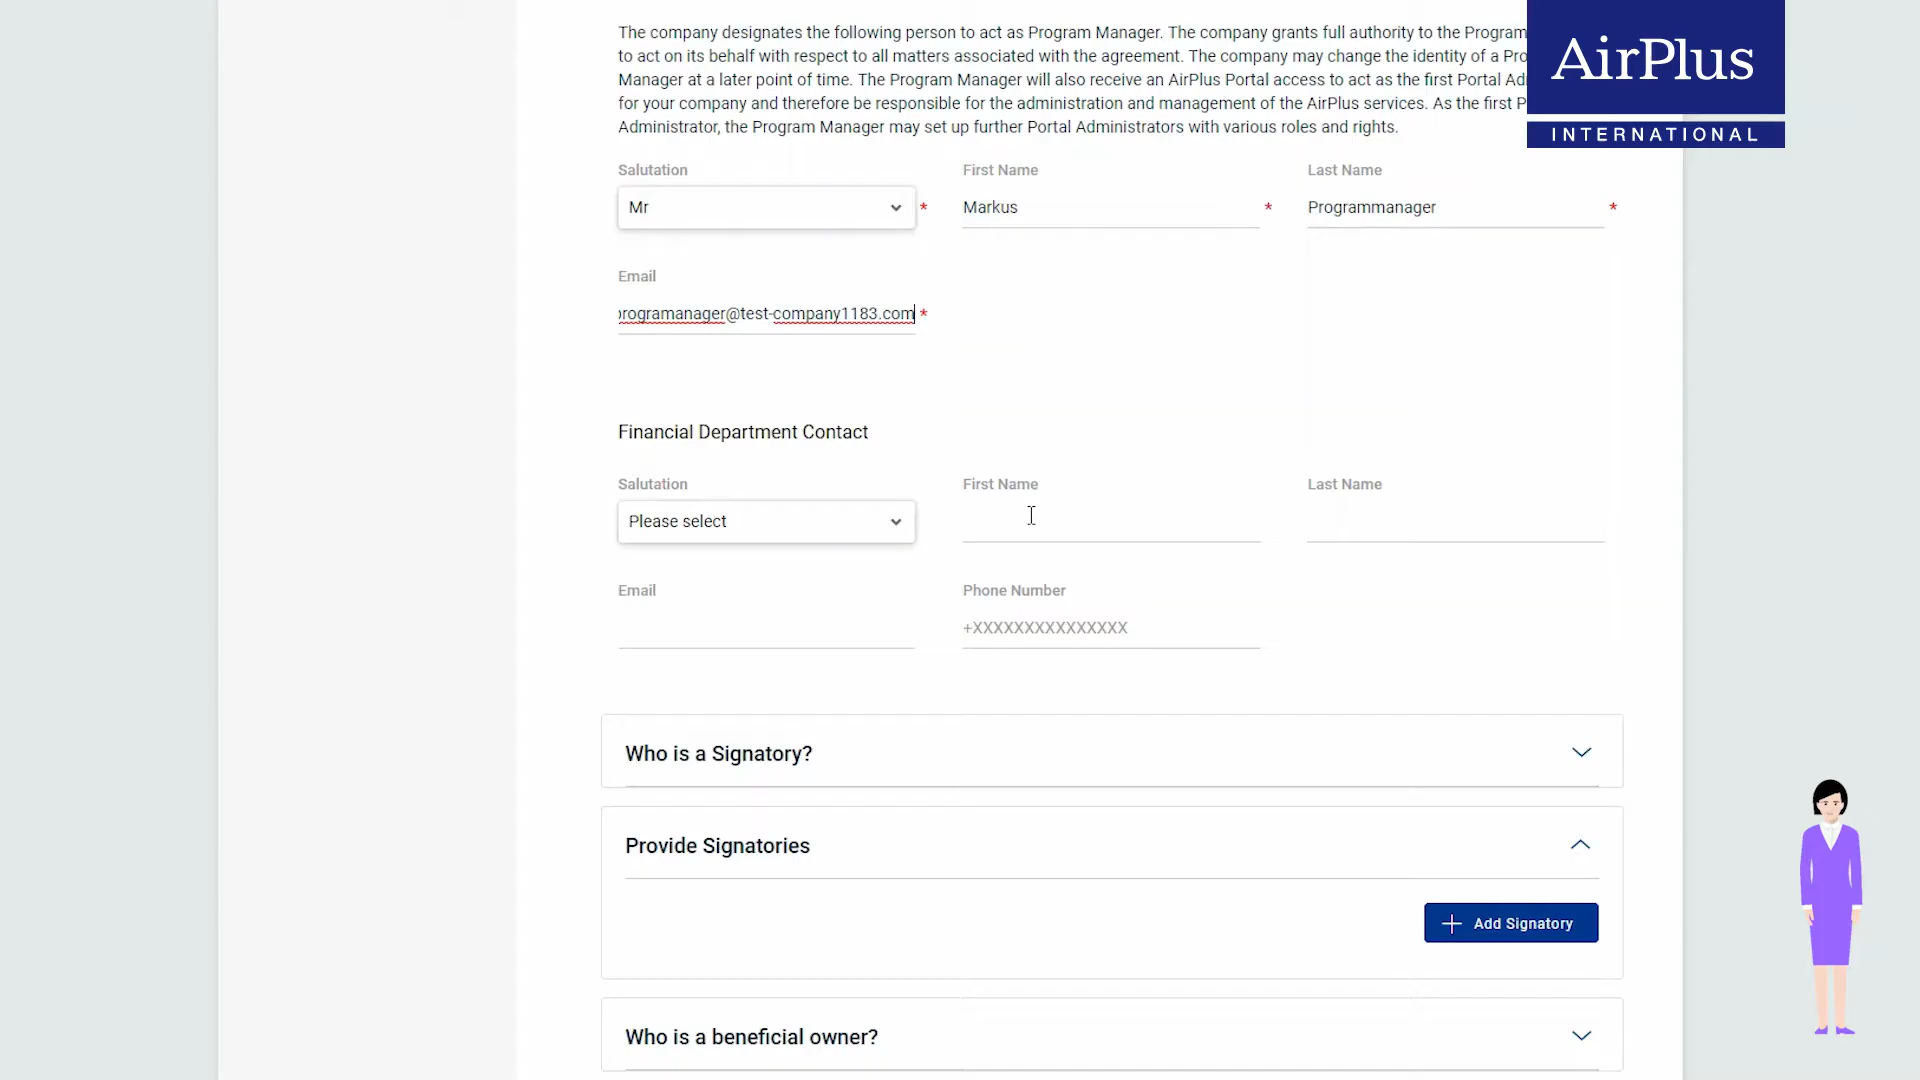 The company designates the following person to act as Program Manager. The company grants full authority to the Program
to act on its behalf with respect to all matters associated with the agreement. The company may change the identity of a Pro
Manager at a later point of time. The Program Manager will also receive an AirPlus Portal access to act as the first Portal Ad
for your company and therefore be responsible for the administration and management of the AirPlus services. As the first P
Administrator, the Program Manager may set up further Portal Administrators with various roles and rights.
AirPlus
INTERNATIONAL
Salutation
First Name
Last Name
Mr
*
Markus
*
Programmanager
*
Email
programanager@test-company1183.com *
Financial Department Contact
Salutation
First Name
Last Name
Please select
Email
Phone Number
+XXXXXXXXXXXXXXX
Who is a Signatory?
Provide Signatories
Add Signatory
Who is a beneficial owner?